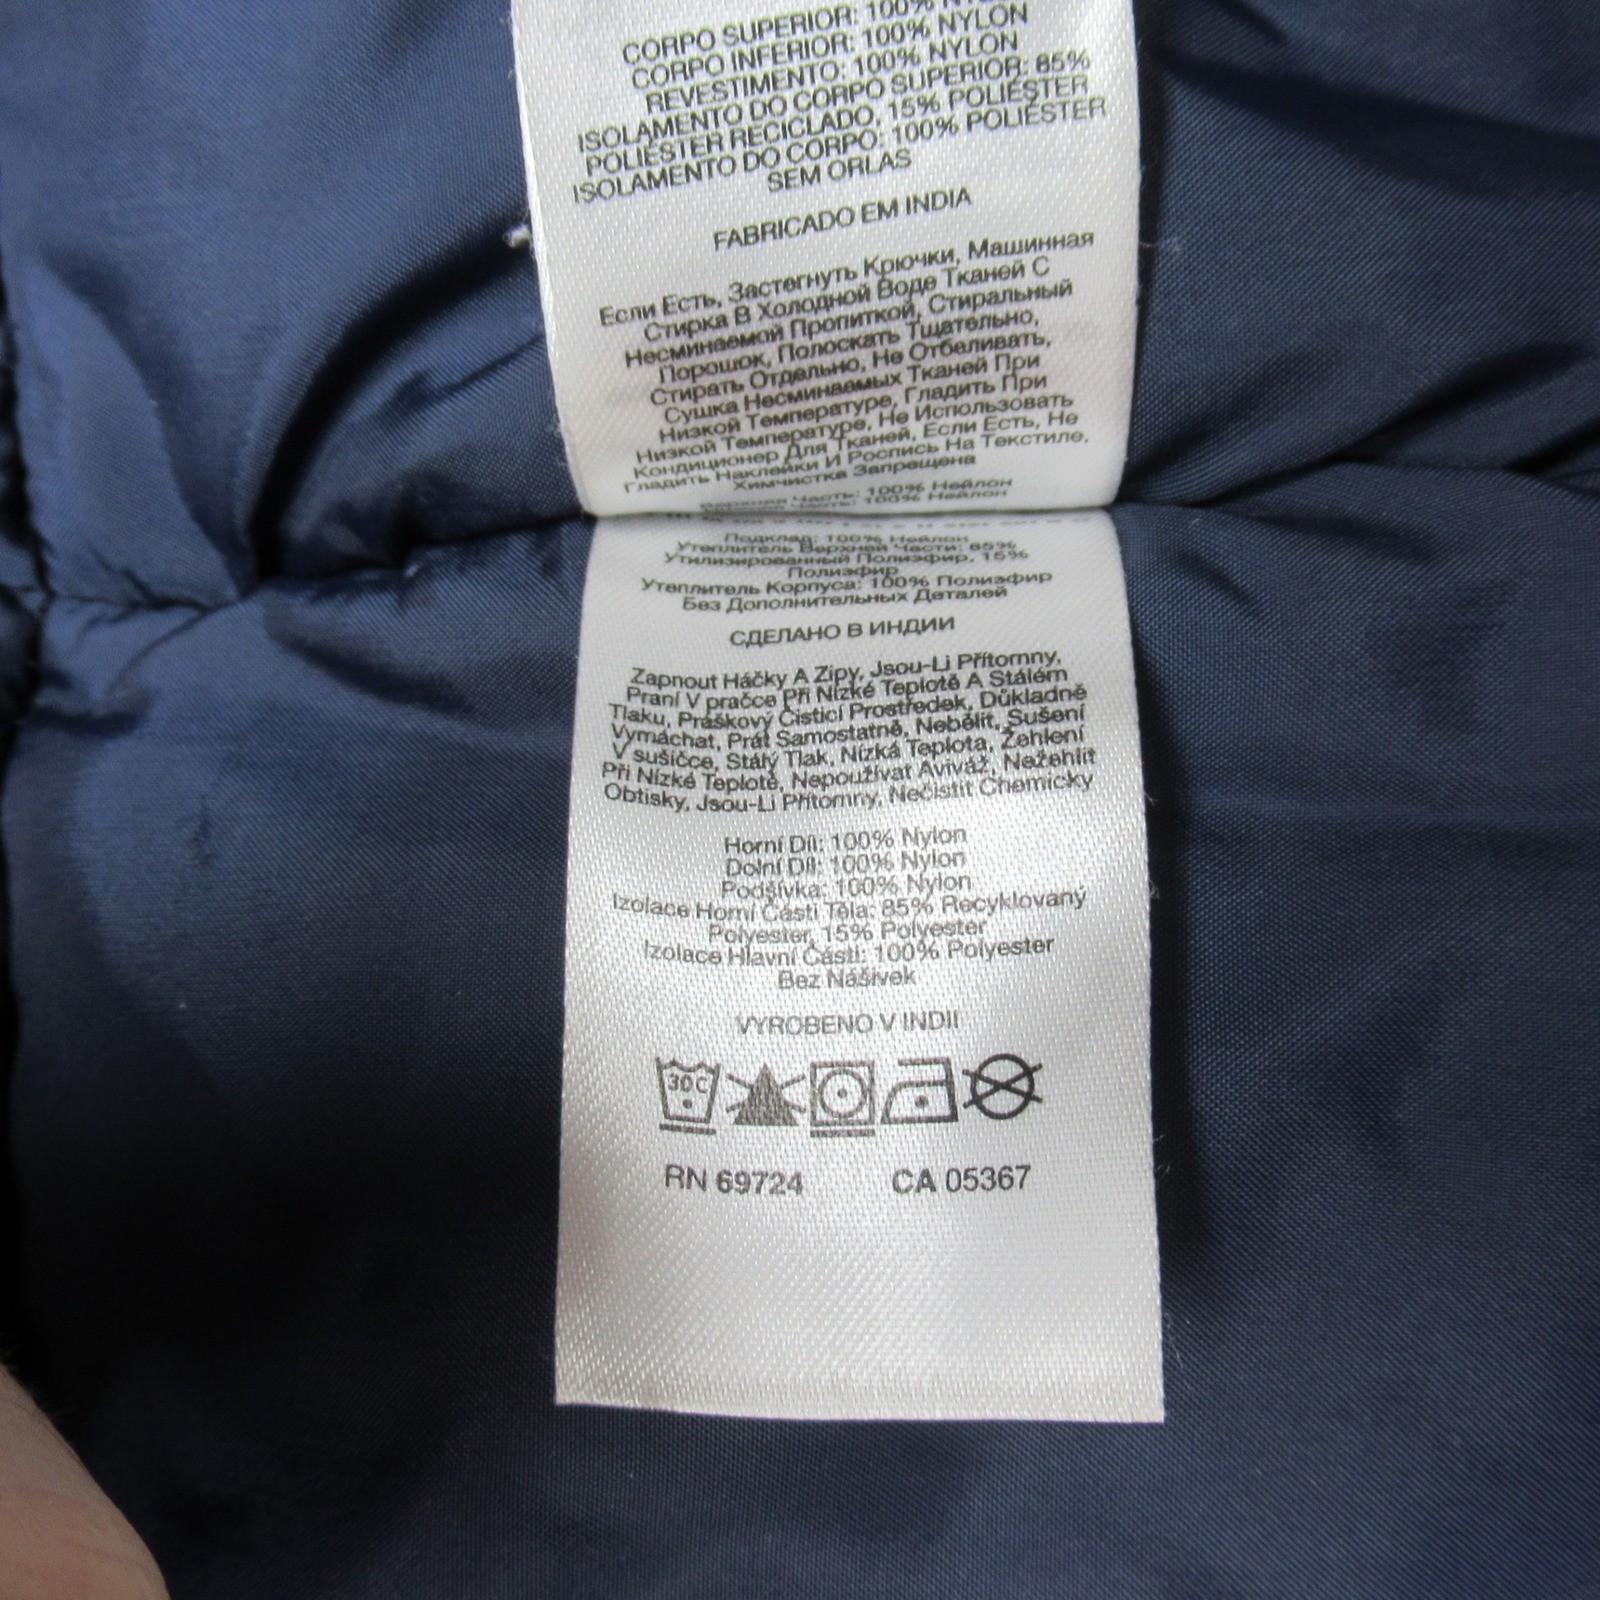 CORPO SUPERIOR: 100% NYLON
CORPO INFERIOR: 100% NYLON
REVESTIMENTO: 100% NYLON
ISOLAMENTO DO CORPO SUPERIOR: 85%
POLIÉSTER RECICLADO, 15% POLIÉSTER
ISOLAMENTO DO CORPO: 100% POLIÉSTER
SEM ORLAS
FABRICADO EM INDIA
Если Есть, Застегнуть Крючки, Машинная
Стирка В Холодной Воде Тканей С
Несминаемой Пропиткой, Стиральный
Порошок, Полоскать Тщательно,
Стирать Отдельно, Не Отбеливать,
Сушка Несминаемых Тканей При
Низкой Температуре, Гладить При
Низкой Температуре, Не Использовать
Кондиционер Для Тканей, Если Есть, Не
Гладить Наклейки И Роспись На Текстиле,
Химчистка Запрещена
Верхняя Часть: 100% Нейлон
Часть: 100% Нейлон
Подклад: 100% Нейлон
Утеплитель Верхней Части: 85%
Утилизированный Полиэфир, 15%
Полиэфир
Утеплитель Корпуса: 100% Полиэфир
Без Дополнительных Деталей
СДЕЛАНО В ИНДИИ
Zapnout Háčky A Zipy, Jsou-Li Přítomny,
Praní V pračce Při Nízké Teplotě A Stálém
Tlaku, Práškový Čisticí Prostředek, Důkladně
Vymáchat, Prát Samostatně, Nebělit, Sušení
V sušičce, Stálý Tlak, Nízká Teplota, Žehlení
Při Nízké Teplotě, Nepoužívat Aviváž, Nežehlit
Obtisky, Jsou-Li Přítomny, Nečistit Chemicky
Horní Díl: 100% Nylon
Dolní Díl: 100% Nylon
Podšívka: 100% Nylon
Izolace Horní Části Těla: 85% Recyklovaný
Polyester, 15% Polyester
Izolace Hlavní Části: 100% Polyester
Bez Nášivek
VYROBENO V INDII
30C
RN 69724 CA 05367